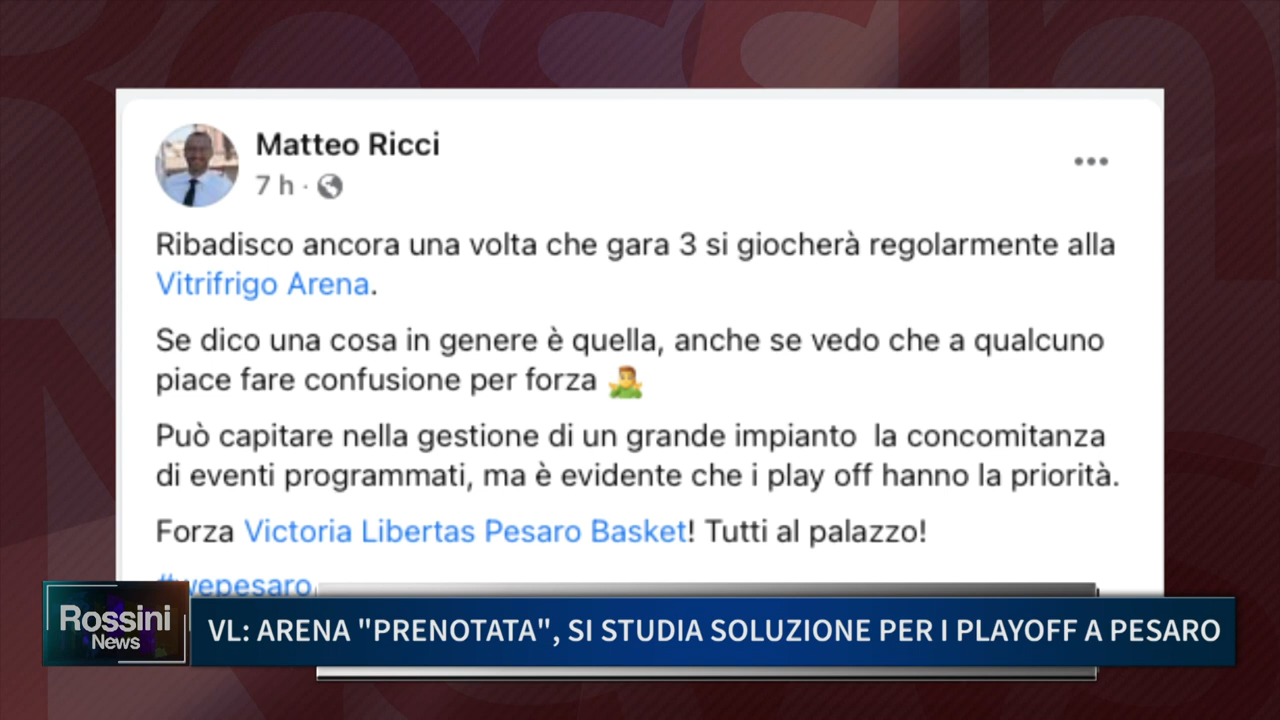 Matteo Ricci
7 h ·
Ribadisco ancora una volta che gara 3 si giocherà regolarmente alla
Vitrifrigo Arena.
Se dico una cosa in genere è quella, anche se vedo che a qualcuno
piace fare confusione per forza 🤷‍♂️
Può capitare nella gestione di un grande impianto  la concomitanza
di eventi programmati, ma è evidente che i play off hanno la priorità.
Forza Victoria Libertas Pesaro Basket! Tutti al palazzo!
#wepesaro
Rossini
News
VL: ARENA "PRENOTATA", SI STUDIA SOLUZIONE PER I PLAYOFF A PESARO